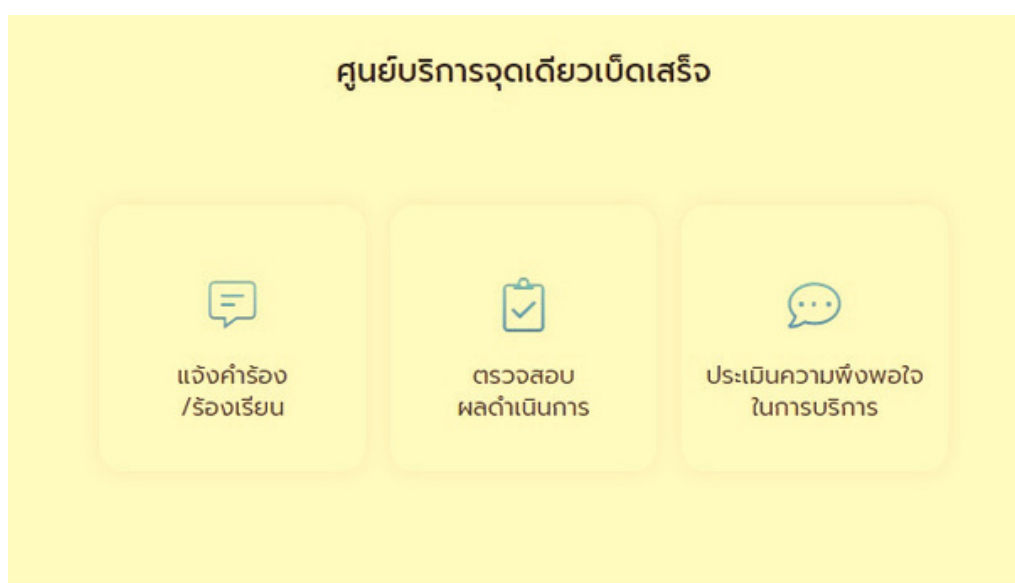 ศูนย์บริการจุดเดียวเบ็ดเสร็จ
แจ้งคำร้อง
/ร้องเรียน
ตรวจสอบ
ผลดำเนินการ
ประเมินความพึงพอใจ
ในการบริการ